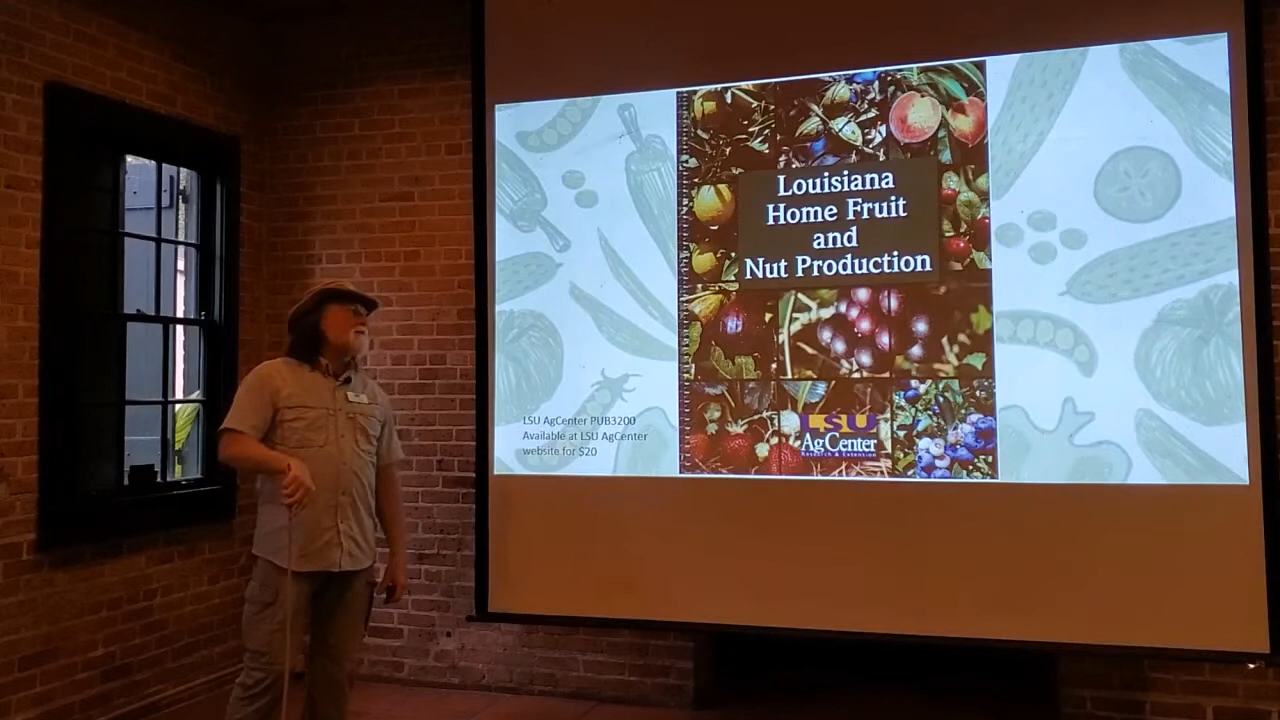 Louisiana
Home Fruit
and
Nut Production
LSU
AgCenter
Research & Extension
LSU AgCenter PUB3200
Available at LSU AgCenter
website for $20